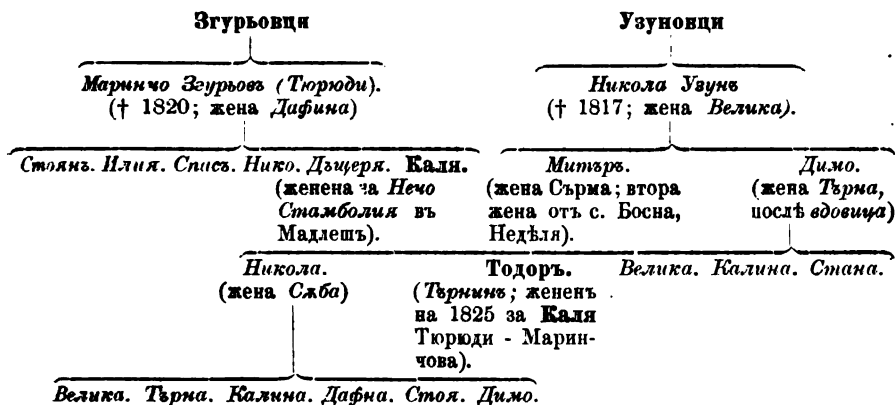 Згурьовци Узуновци
Маринчо Згурьовъ (Тюрюди). Никола Узунъ
(† 1820; жена Дафина) († 1817; жена Велика).
Стоянъ. Илия. Спасъ. Нико. Дъщеря. Каля. Митъръ. Димо.
(женена за Нечо (жена Сърма; втора (жена Търна,
Стамболия въ жена отъ с. Босна, послѣ вдовица)
Мадлешъ). Недѣля).
Никола. Тодоръ. Велика. Калина. Стана.
(жена Сѫба) (Търнинъ; жененъ
на 1825 за Каля
Тюрюди - Марин-
чова).
Велика. Търна. Калина. Дафна. Стоя. Димо.